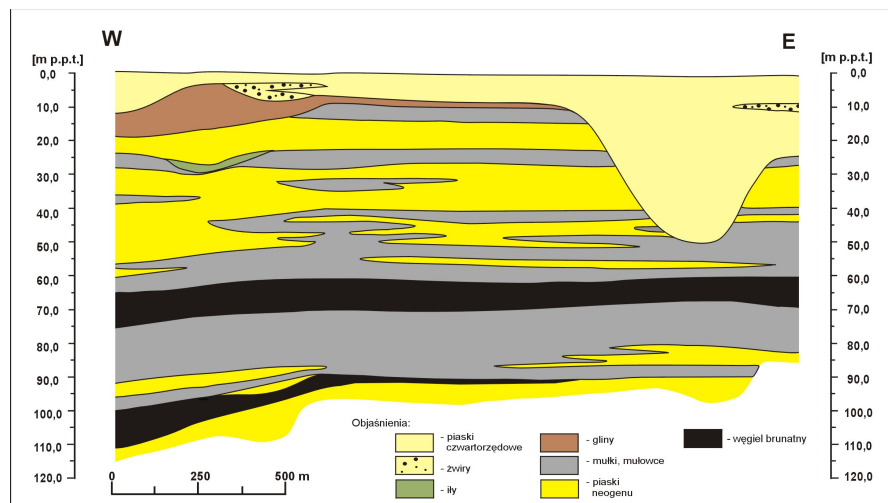 W
E
[m p.p.t.]
[m p.p.t.]
0,0
10,0
20,0
30,0
40,0
50,0
60,0
70,0
80,0
90,0
100,0
110,0
120,0
0,0
10,0
20,0
30,0
40,0
50,0
60,0
70,0
80,0
90,0
100,0
110,0
120,0
0
250
500 m
Objaśnienia:
- piaski
czwartorzędowe
- żwiry
- iły
- gliny
- mułki, mułowce
- piaski
neogenu
- węgiel brunatny